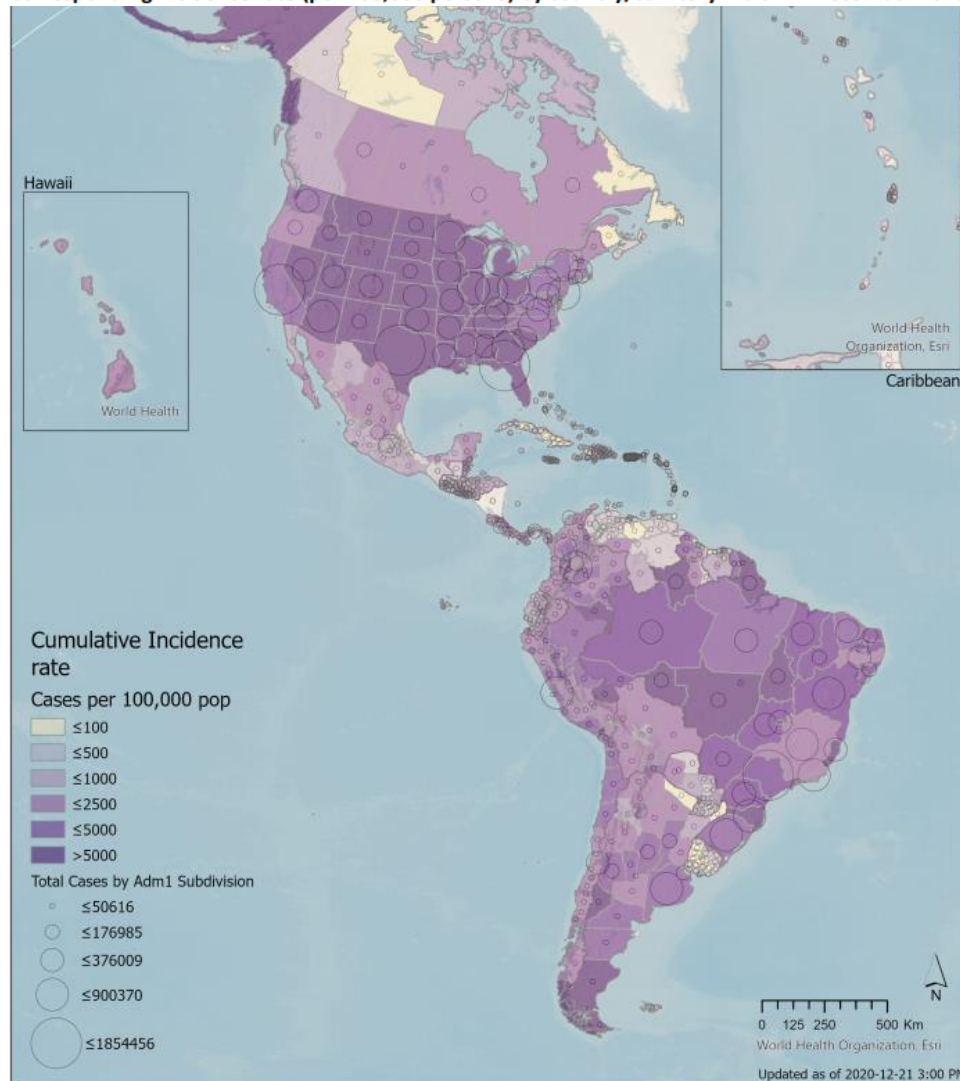 Hawaii
World Health
World Health
Organization, Esri
Caribbean
Cumulative Incidence
rate
Cases per 100,000 pop
≤100
≤500
≤1000
≤2500
≤5000
>5000
Total Cases by Adm1 Subdivision
≤50616
≤176985
≤376009
≤900370
≤1854456
N
0 125 250 500 Km
World Health Organization, Esri
Updated as of 2020-12-21 3:00 PM